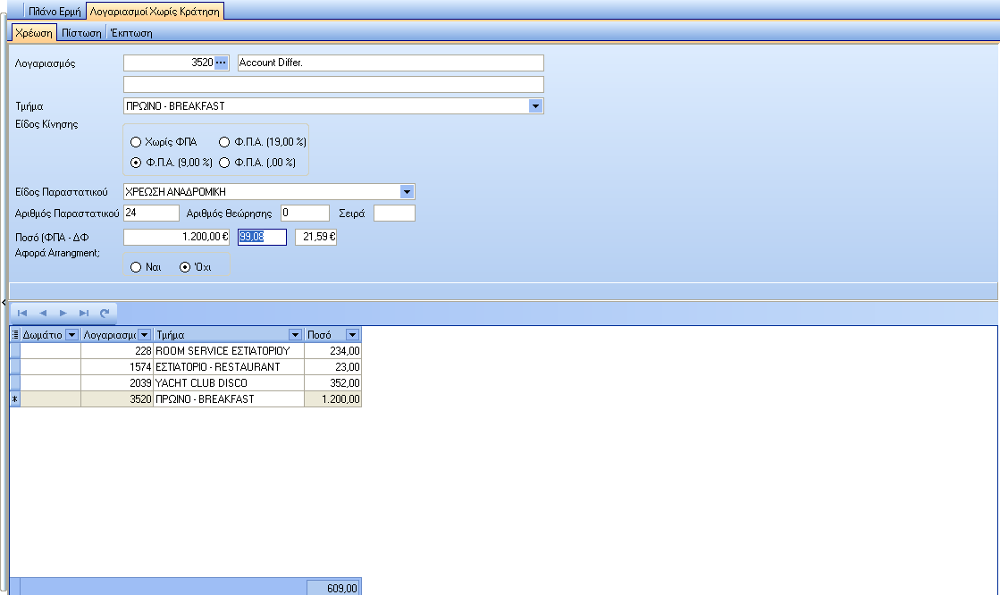 Πλάνο Ερμή Λογαριασμοί Χωρίς Κράτηση
Χρέωση Πίστωση Έκπτωση
Λογαριασμός 3520 ... Account Differ.
Τμήμα ΠΡΩΙΝΟ - BREAKFAST
Είδος Κίνησης
Χωρίς ΦΠΑ Φ.Π.Α. (19,00 %)
Φ.Π.Α. (9,00 %) Φ.Π.Α. (,00 %)
Είδος Παραστατικού ΧΡΕΩΣΗ ΑΝΑΔΡΟΜΙΚΗ
Αριθμός Παραστατικού 24 Αριθμός Θεώρησης 0 Σειρά
Ποσό (ΦΠΑ - ΔΦ 1.200,00 € 99,08 21,59 €
Αφορά Arrangment;
Ναι Όχι
Δωμάτιο Λογαριασμι Τμήμα Ποσό
228 ROOM SERVICE ΕΣΤΙΑΤΟΡΙΟΥ 234,00
1574 ΕΣΤΙΑΤΟΡΙΟ - RESTAURANT 23,00
2039 YACHT CLUB DISCO 352,00
* 3520 ΠΡΩΙΝΟ - BREAKFAST 1.200,00
609,00